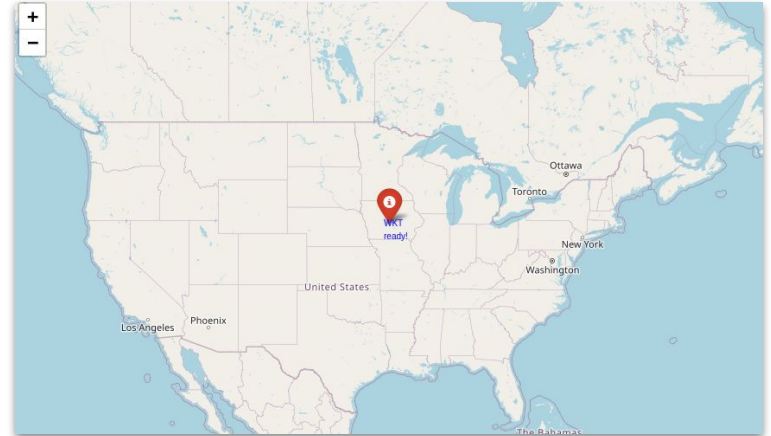 +
−
Ottawa
Toronto
WKT
ready!
New York
Washington
United States
Phoenix
Los Angeles
The Bahamas